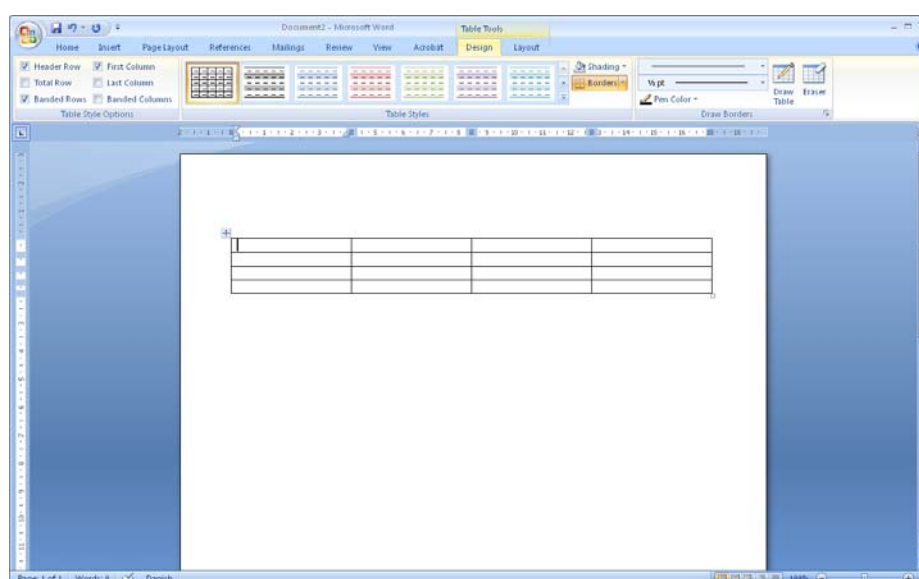 Document2 - Microsoft Word
Table Tools
Home Insert Page Layout References Mailings Review View Acrobat Design Layout
Header Row First Column
Total Row Last Column
Banded Rows Banded Columns
Table Style Options
Table Styles
Shading
Borders
½ pt
Pen Color
Draw Table
Eraser
Draw Borders
Page: 1 of 1 Words: 0 Danish